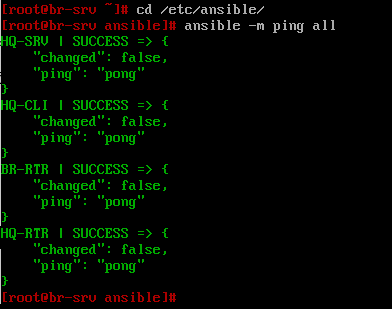 [root@br-srv ~]# cd /etc/ansible/
[root@br-srv ansible]# ansible -m ping all
HQ-SRV | SUCCESS => {
    "changed": false,
    "ping": "pong"
}
HQ-CLI | SUCCESS => {
    "changed": false,
    "ping": "pong"
}
BR-RTR | SUCCESS => {
    "changed": false,
    "ping": "pong"
}
HQ-RTR | SUCCESS => {
    "changed": false,
    "ping": "pong"
}
[root@br-srv ansible]#